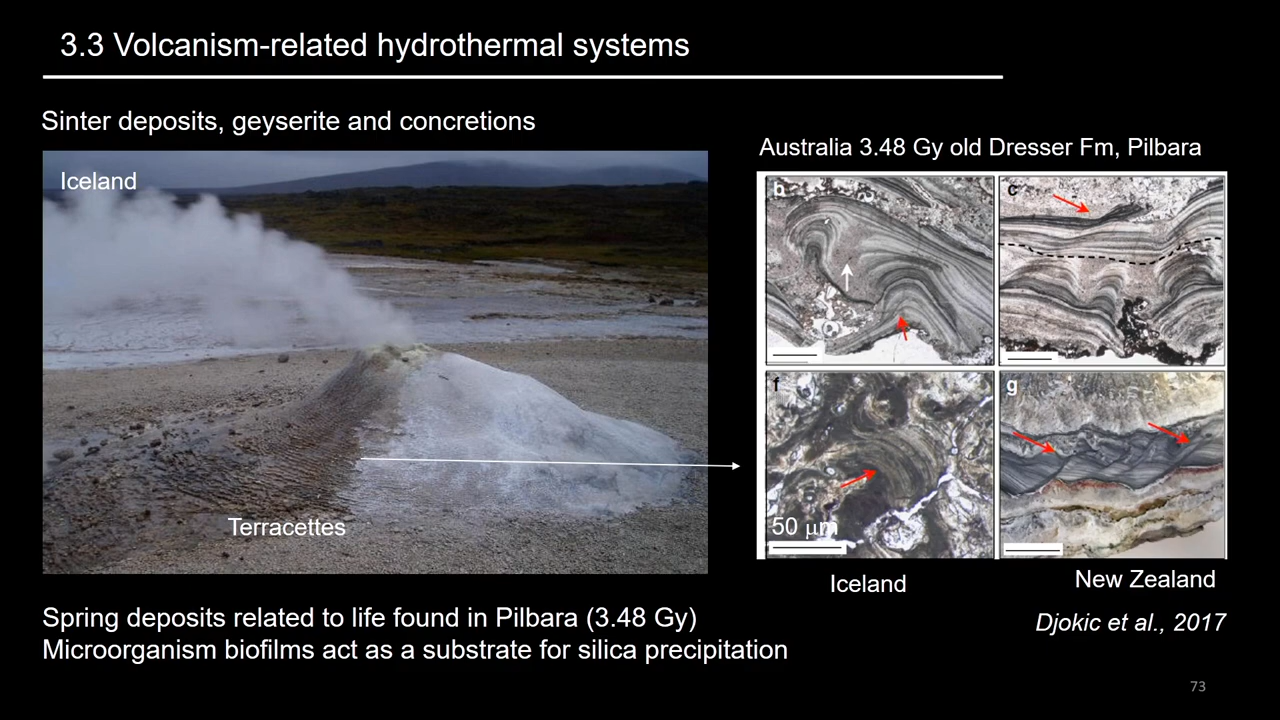 3.3 Volcanism-related hydrothermal systems
Sinter deposits, geyserite and concretions
Iceland
Terracettes
Australia 3.48 Gy old Dresser Fm, Pilbara
b
c
f
g
50 μm
Iceland
New Zealand
Djokic et al., 2017
Spring deposits related to life found in Pilbara (3.48 Gy)
Microorganism biofilms act as a substrate for silica precipitation
73